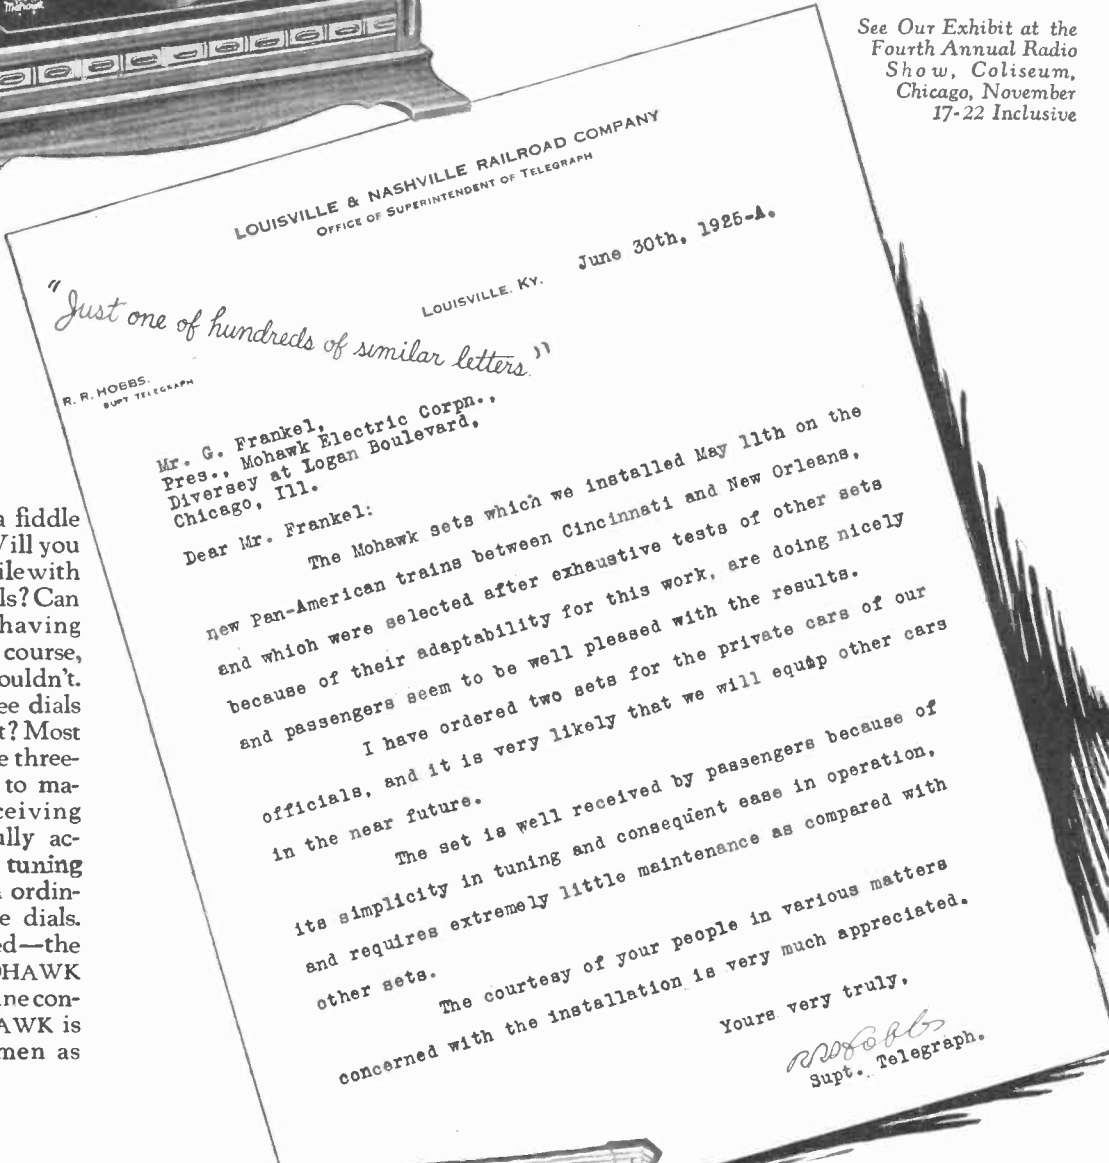 Mohawk
See Our Exhibit at the
Fourth Annual Radio
Show, Coliseum,
Chicago, November
17-22 Inclusive
LOUISVILLE & NASHVILLE RAILROAD COMPANY
OFFICE OF SUPERINTENDENT OF TELEGRAPH
LOUISVILLE. KY. June 30th, 1925-A.
"Just one of hundreds of similar letters."
R. R. HOBBS.
SUPT TELEGRAPH
Mr. G. Frankel,
Pres., Mohawk Electric Corpn.,
Diversey at Logan Boulevard,
Chicago, Ill.
Dear Mr. Frankel:
The Mohawk sets which we installed May 11th on the
new Pan-American trains between Cincinnati and New Orleans,
and which were selected after exhaustive tests of other sets
because of their adaptability for this work, are doing nicely
and passengers seem to be well pleased with the results.
I have ordered two sets for the private cars of our
officials, and it is very likely that we will equip other cars
in the near future.
The set is well received by passengers because of
its simplicity in tuning and consequent ease in operation,
and requires extremely little maintenance as compared with
other sets.
The courtesy of your people in various matters
concerned with the installation is very much appreciated.
Yours very truly,
RRHobbs
Supt. Telegraph.
a fiddle
Will you
ile with
ls? Can
having
course,
ouldn't.
ee dials
t? Most
e three-
to ma-
ceiving
ully ac-
tuning
ordin-
e dials.
ed—the
OHAWK
ne con-
AWK is
men as